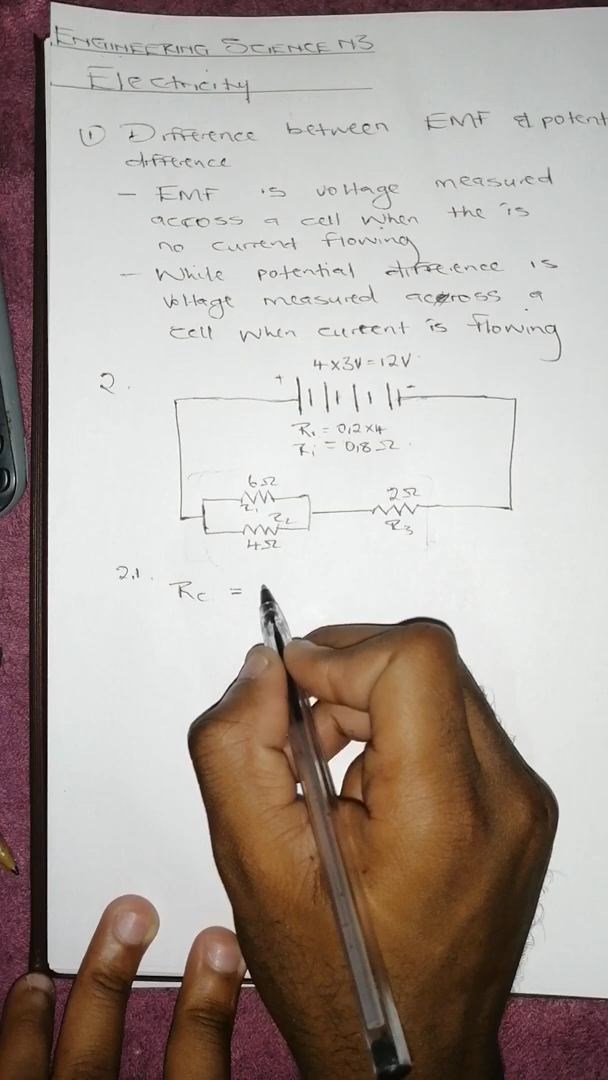 ENGINEERING SCIENCE N3
Electricity
① Difference between EMF & potent
difference
- EMF is voltage measured
across a cell when the is
no current flowing
- While potential difference is
voltage measured across a
cell when current is flowing
2.
4×3V=12V
+ -
Ri = 0,2×4
Ri = 0,8Ω
6Ω
R1
R2
4Ω
2Ω
R3
2.1. Rc =